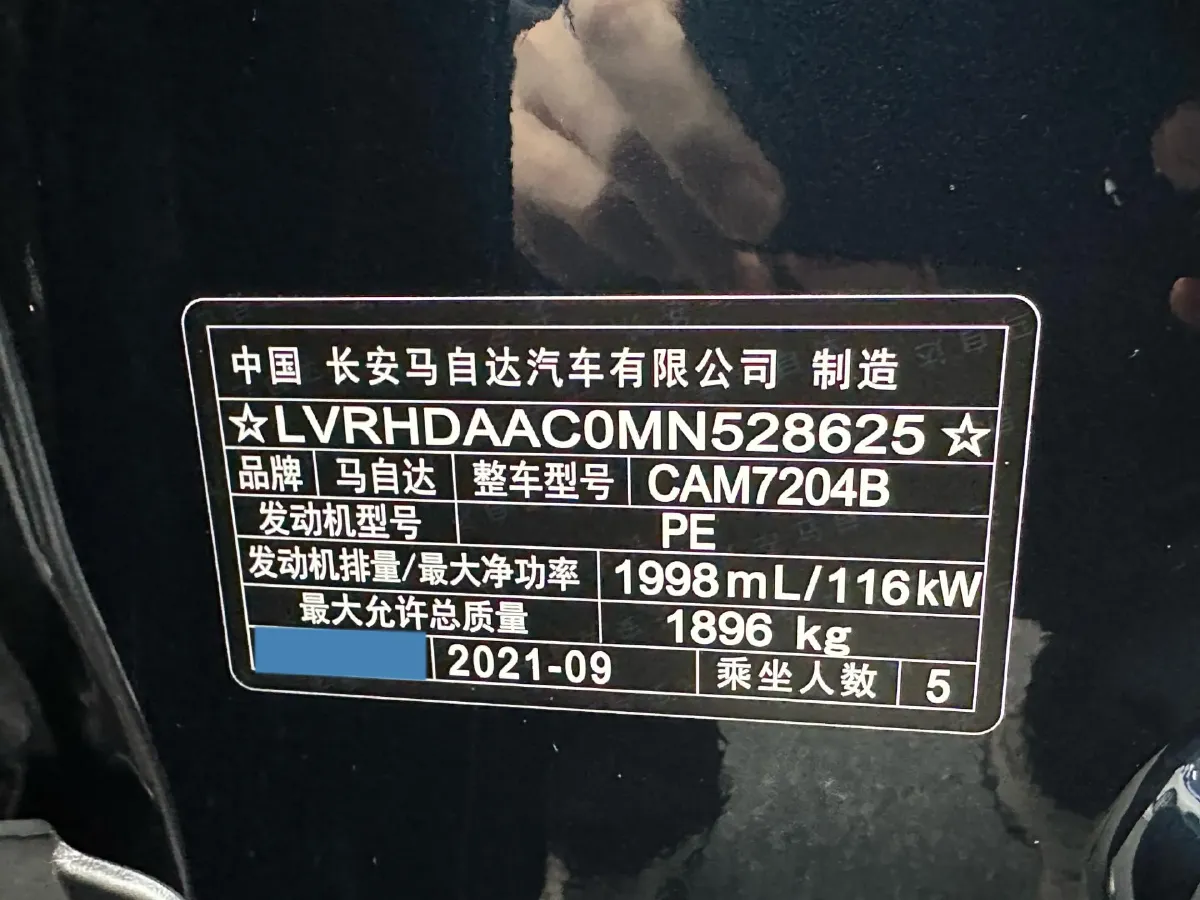 中国 长安马自达汽车有限公司 制造
☆LVRHDAAC0MN528625☆
品牌 马自达 整车型号 CAM7204B
发动机型号 PE
发动机排量/最大净功率 1998mL/116kW
最大允许总质量 1896 kg
2021-09 乘坐人数 5